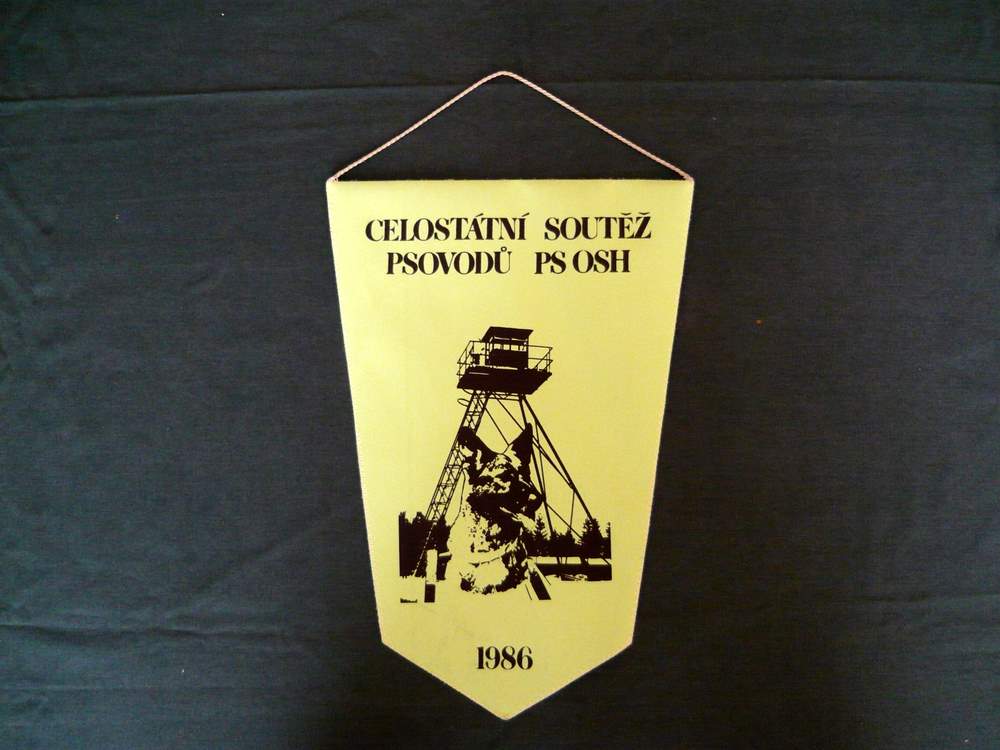 CELOSTÁTNÍ SOUTĚŽ
PSOVODŮ PS OSH
1986